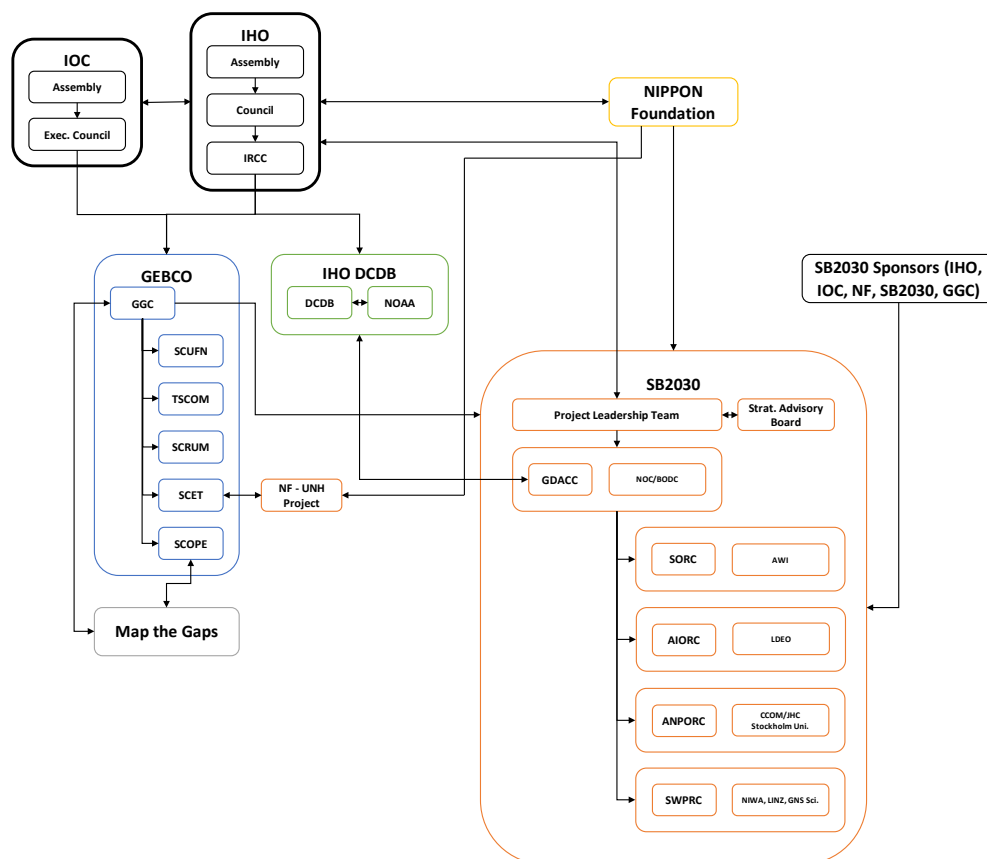 IOC
Assembly
Exec. Council
IHO
Assembly
Council
IRCC
NIPPON
Foundation
GEBCO
GGC
SCUFN
TSCOM
SCRUM
SCET
SCOPE
IHO DCDB
DCDB
NOAA
NF - UNH
Project
Map the Gaps
SB2030 Sponsors (IHO,
IOC, NF, SB2030, GGC)
SB2030
Project Leadership Team
Strat. Advisory
Board
GDACC
NOC/BODC
SORC
AWI
AIORC
LDEO
ANPORC
CCOM/JHC
Stockholm Uni.
SWPRC
NIWA, LINZ, GNS Sci.